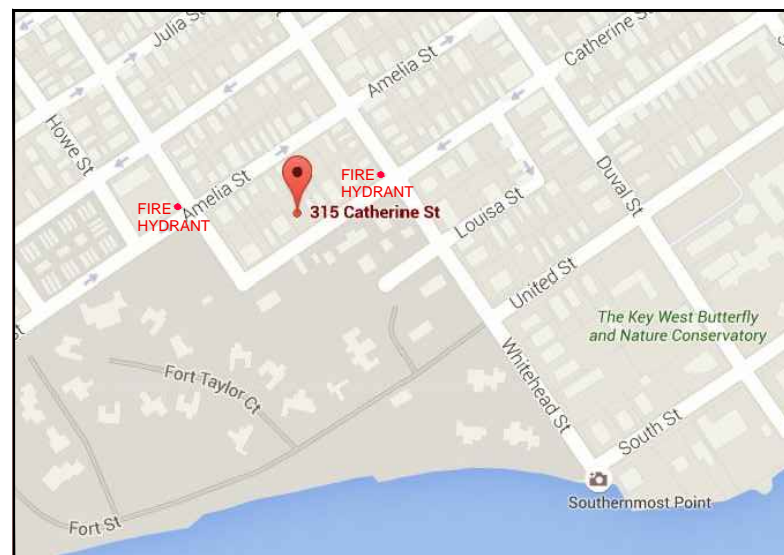 Julia St
Amelia St
Catherine St
Howe St
FIRE
HYDRANT
Amelia St
FIRE
HYDRANT
315 Catherine St
Louisa St
Duval St
United St
The Key West Butterfly
and Nature Conservatory
St
Whitehead St
Fort Taylor Ct
South St
Southernmost Point
Fort St